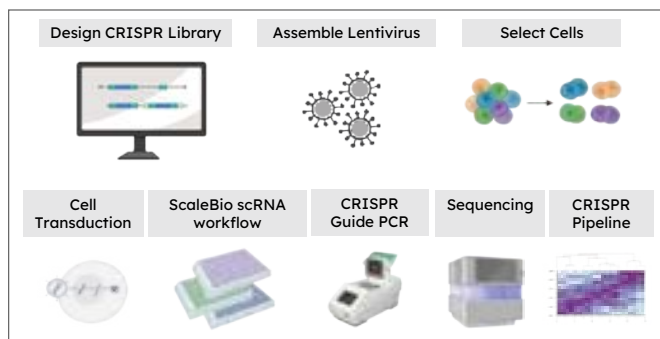 Design CRISPR Library
Assemble Lentivirus
Select Cells
Cell
Transduction
ScaleBio scRNA
workflow
CRISPR
Guide PCR
Sequencing
CRISPR
Pipeline